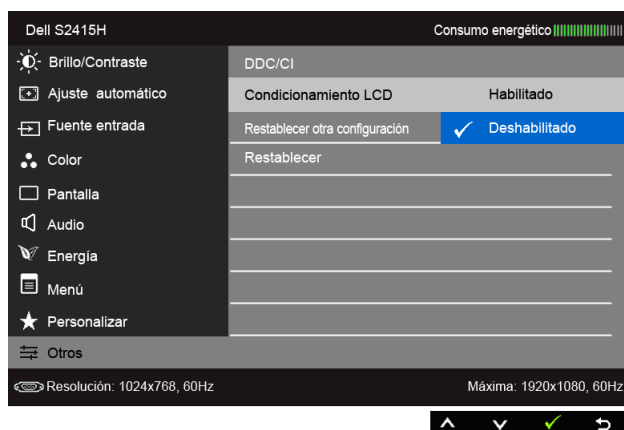 Dell S2415H Consumo energético
Brillo/Contraste DDC/CI
Ajuste automático Condicionamiento LCD Habilitado
Fuente entrada Restablecer otra configuración Deshabilitado
Color Restablecer
Pantalla
Audio
Energía
Menú
Personalizar
Otros
Resolución: 1024x768, 60Hz Máxima: 1920x1080, 60Hz